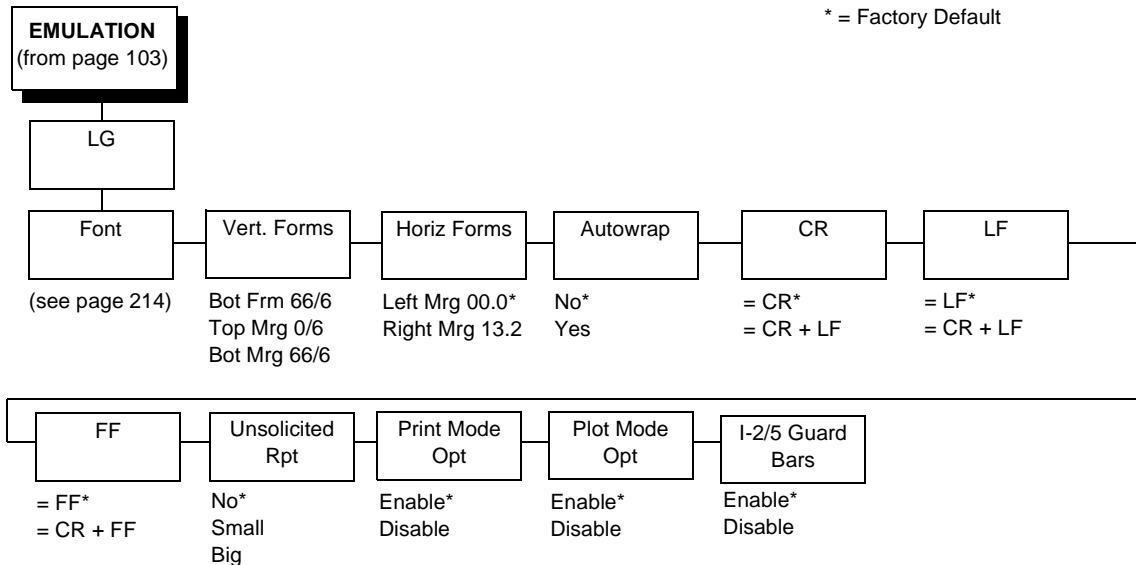 * = Factory Default
EMULATION
(from page 103)
LG
Font
(see page 214)
Vert. Forms
Bot Frm 66/6
Top Mrg 0/6
Bot Mrg 66/6
Horiz Forms
Left Mrg 00.0*
Right Mrg 13.2
Autowrap
No*
Yes
CR
= CR*
= CR + LF
LF
= LF*
= CR + LF
FF
= FF*
= CR + FF
Unsolicited
Rpt
No*
Small
Big
Print Mode
Opt
Enable*
Disable
Plot Mode
Opt
Enable*
Disable
I-2/5 Guard
Bars
Enable*
Disable